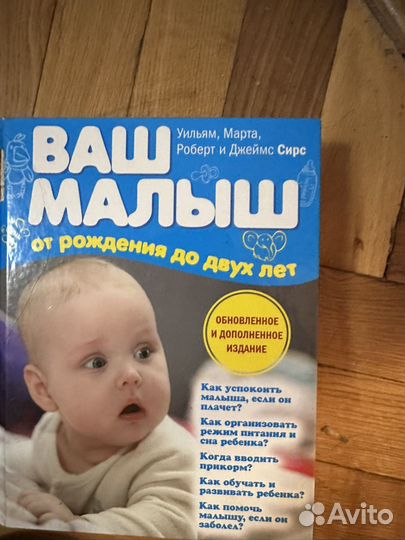 ВАШ
Уильям, Марта,
Роберт и Джеймс Сирс
МАЛЫШ
от рождения до двух лет
ОБНОВЛЕННОЕ
И ДОПОЛНЕННОЕ
ИЗДАНИЕ
Как успокоить
малыша, если он
плачет?
Как организовать
режим питания и
сна ребенка?
Когда вводить
прикорм?
Как обучать и
развивать ребенка?
Как помочь
малышу, если он
заболел?
Avito